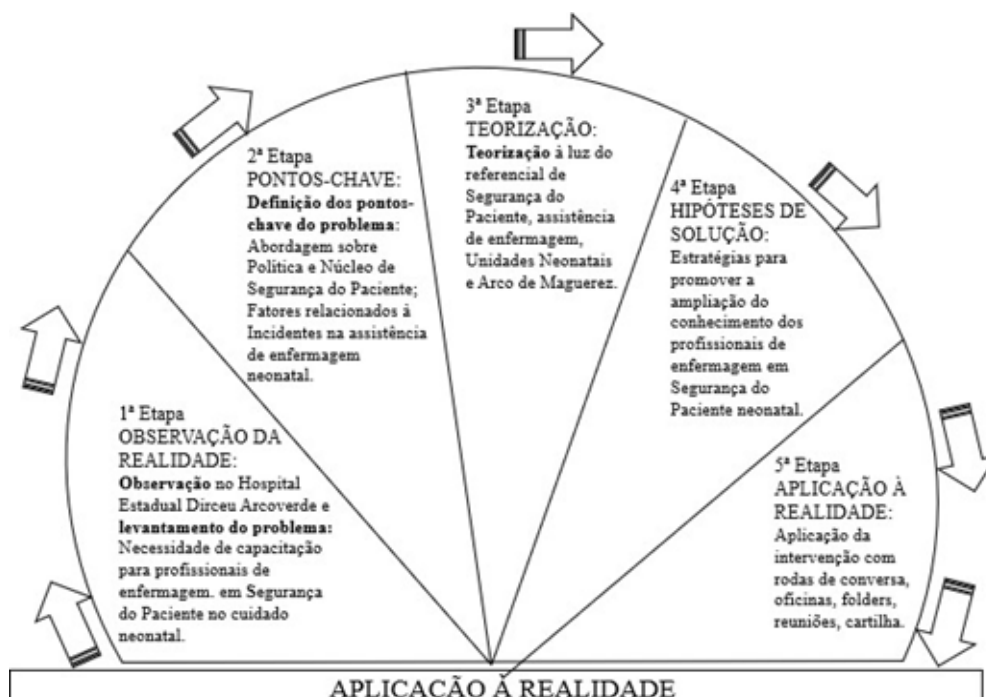 1ª Etapa
OBSERVAÇÃO DA
REALIDADE:
Observação no Hospital
Estadual Dirceu Arcoverde e
levantamento do problema:
Necessidade de capacitação
para profissionais de
enfermagem. em Segurança
do Paciente no cuidado
neonatal.
2ª Etapa
PONTOS-CHAVE:
Definição dos pontos-
chave do problema:
Abordagem sobre
Política e Núcleo de
Segurança do Paciente;
Fatores relacionados à
Incidentes na assistência
de enfermagem
neonatal.
3ª Etapa
TEORIZAÇÃO:
Teorização à luz do
referencial de
Segurança do
Paciente, assistência
de enfermagem,
Unidades Neonatais
e Arco de Maguerez.
4ª Etapa
HIPÓTESES DE
SOLUÇÃO:
Estratégias para
promover a
ampliação do
conhecimento dos
profissionais de
enfermagem em
Segurança do
Paciente neonatal.
5ª Etapa
APLICAÇÃO À
REALIDADE:
Aplicação da
intervenção com
rodas de conversa,
oficinas, folders,
reuniões, cartilha.
APLICAÇÃO À REALIDADE